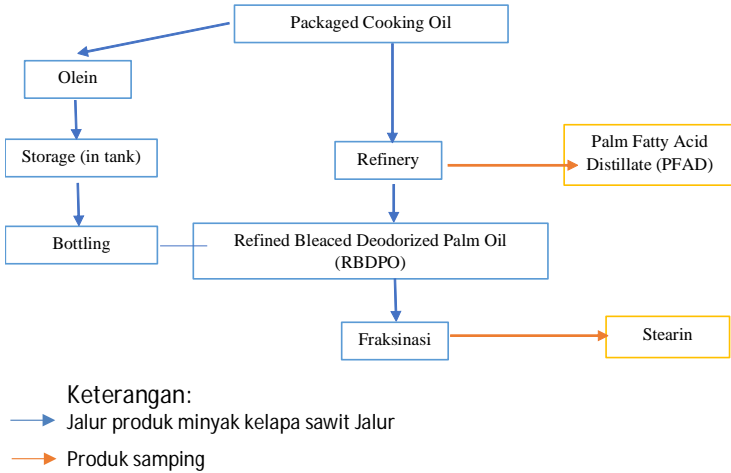 Packaged Cooking Oil
Olein
Storage (in tank)
Refinery
Palm Fatty Acid
Distillate (PFAD)
Bottling
Refined Bleaced Deodorized Palm Oil
(RBDPO)
Fraksinasi
Stearin
Keterangan:
Jalur produk minyak kelapa sawit Jalur
Produk samping